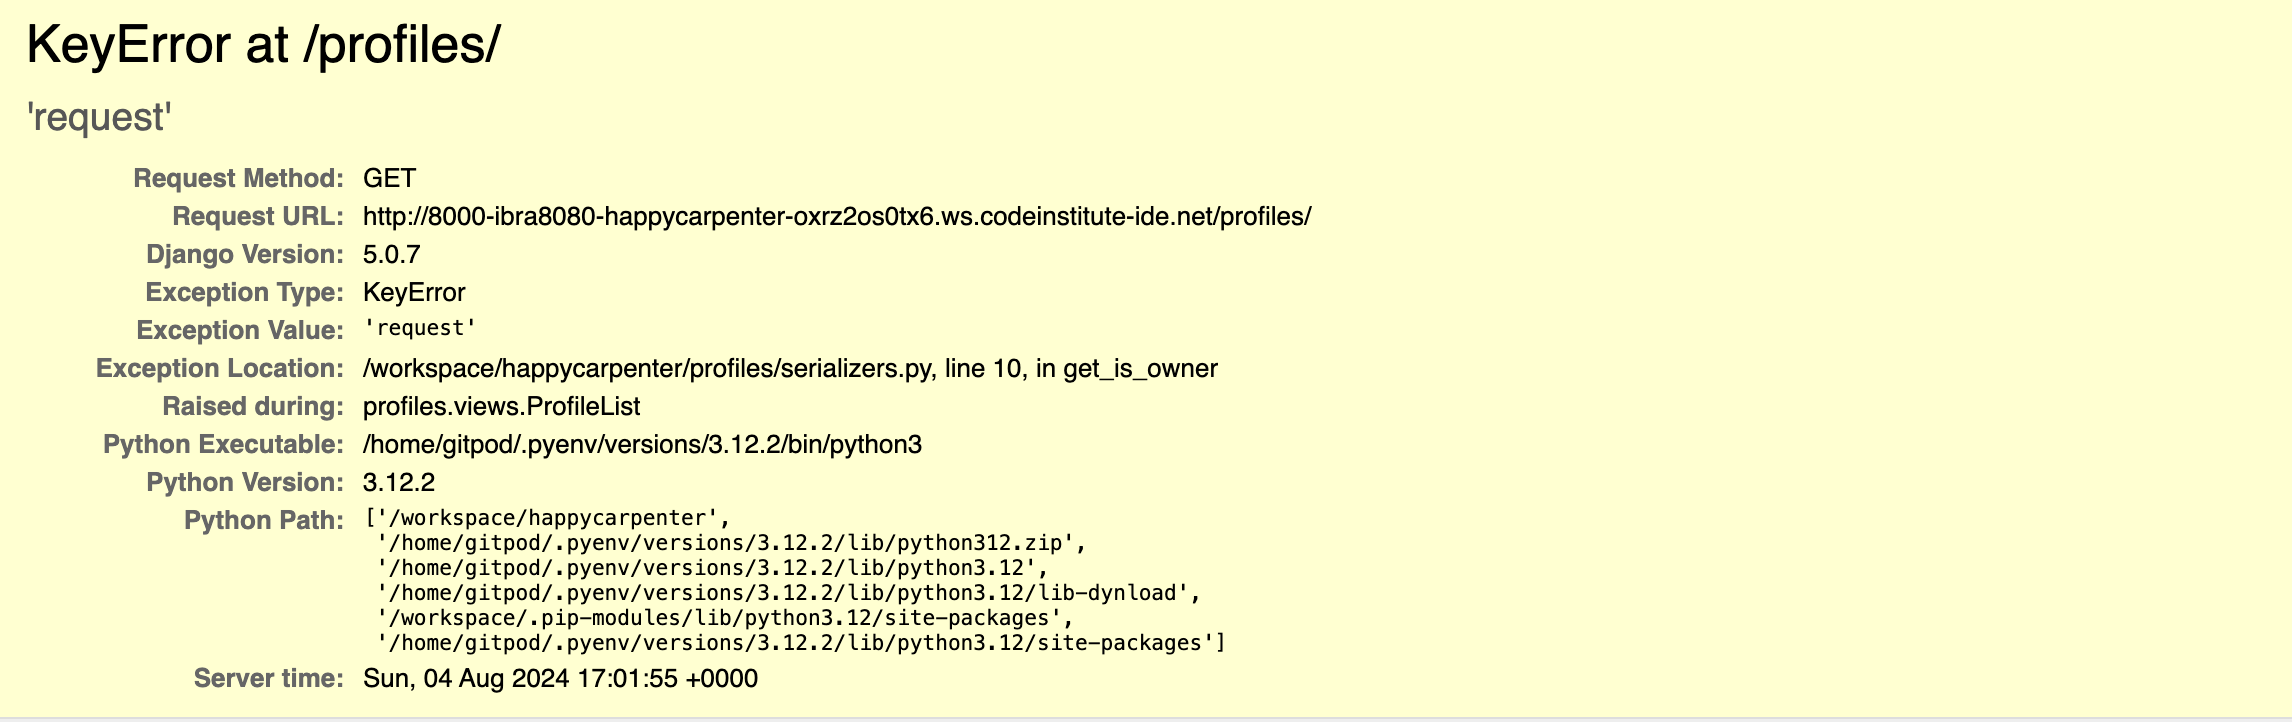 KeyError at /profiles/
'request'
Request Method: GET
Request URL: http://8000-ibra8080-happycarpenter-oxrz2os0tx6.ws.codeinstitute-ide.net/profiles/
Django Version: 5.0.7
Exception Type: KeyError
Exception Value: 'request'
Exception Location: /workspace/happycarpenter/profiles/serializers.py, line 10, in get_is_owner
Raised during: profiles.views.ProfileList
Python Executable: /home/gitpod/.pyenv/versions/3.12.2/bin/python3
Python Version: 3.12.2
Python Path: ['/workspace/happycarpenter',
'/home/gitpod/.pyenv/versions/3.12.2/lib/python312.zip',
'/home/gitpod/.pyenv/versions/3.12.2/lib/python3.12',
'/home/gitpod/.pyenv/versions/3.12.2/lib/python3.12/lib-dynload',
'/workspace/.pip-modules/lib/python3.12/site-packages',
'/home/gitpod/.pyenv/versions/3.12.2/lib/python3.12/site-packages']
Server time: Sun, 04 Aug 2024 17:01:55 +0000